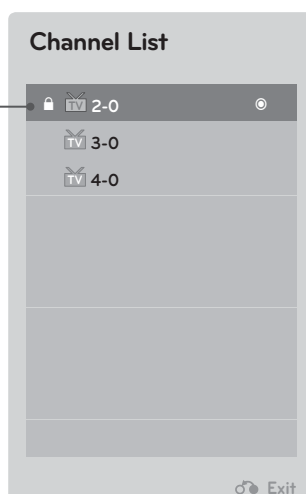 Channel List
TV 2-0
TV 3-0
TV 4-0
Exit